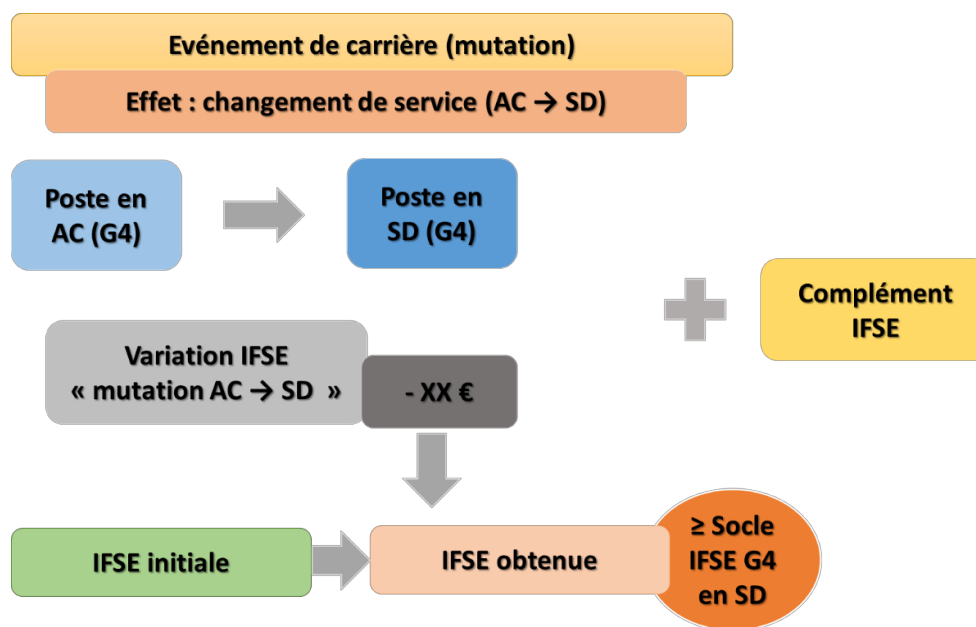 Evénement de carrière (mutation)
Effet : changement de service (AC → SD)
Poste en
AC (G4)
Poste en
SD (G4)
Complément
IFSE
Variation IFSE
« mutation AC → SD »
- XX €
IFSE initiale
IFSE obtenue
≥ Socle
IFSE G4
en SD